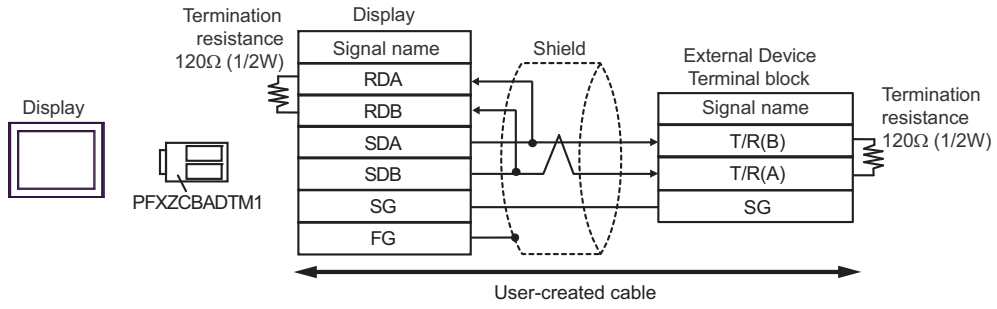 Termination
resistance
120Ω (1/2W)
Display
Signal name
RDA
RDB
SDA
SDB
SG
FG
Shield
External Device
Terminal block
Signal name
T/R(B)
T/R(A)
SG
Termination
resistance
120Ω (1/2W)
Display
PFXZCBADTM1
User-created cable